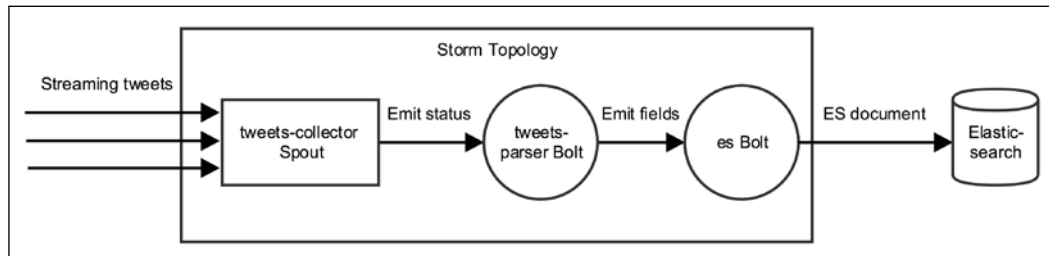 Storm Topology
Streaming tweets
tweets-collector
Spout
Emit status
tweets-
parser Bolt
Emit fields
es Bolt
ES document
Elastic-
search